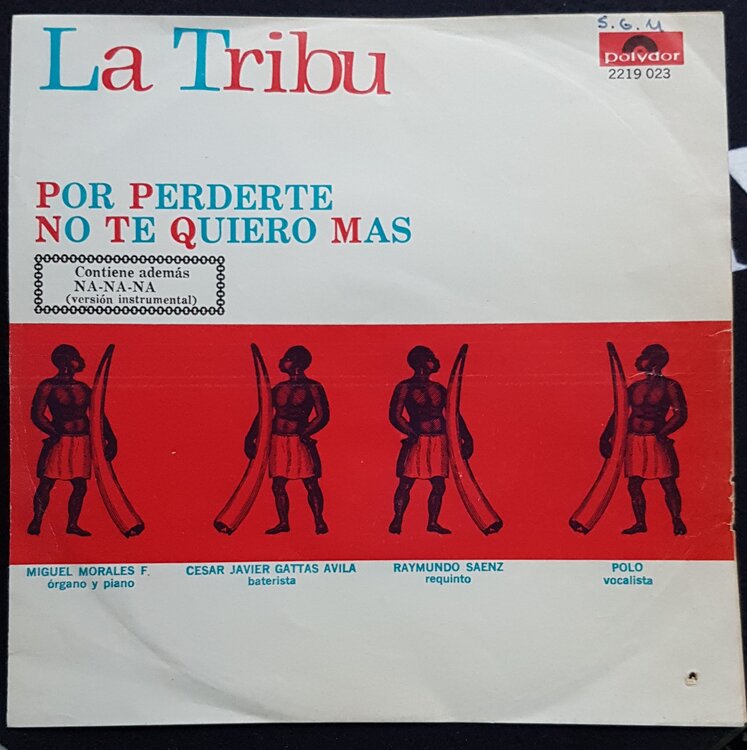 S.G.M
La Tribu
polydor
2219 023
POR PERDERTE
NO TE QUIERO MAS
Contiene además
NA-NA-NA
(versión instrumental)
MIGUEL MORALES F.
órgano y piano
CESAR JAVIER GATTAS AVILA
baterista
RAYMUNDO SAENZ
requinto
POLO
vocalista